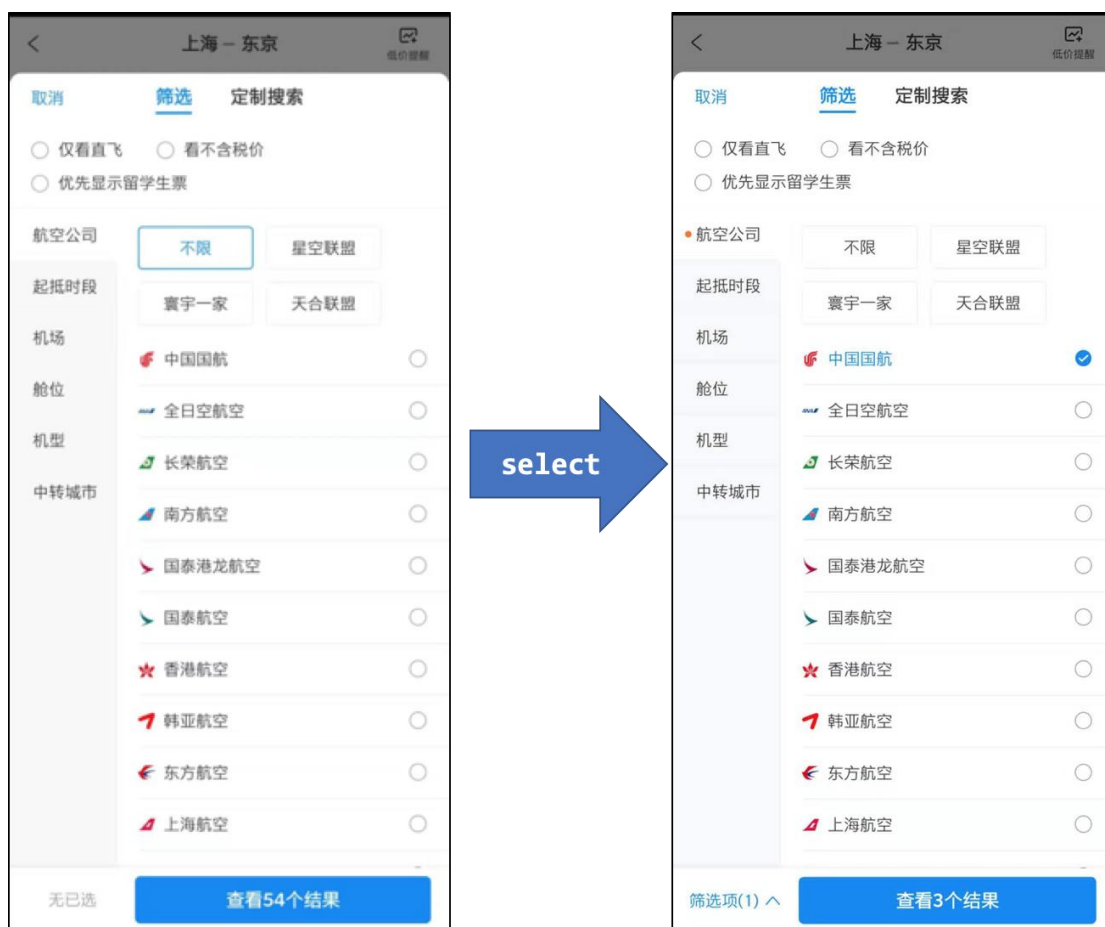 上海 – 东京
低价提醒
取消
筛选
定制搜索
仅看直飞
看不含税价
优先显示留学生票
航空公司
起抵时段
机场
舱位
机型
中转城市
不限
星空联盟
寰宇一家
天合联盟
中国国航
全日空航空
长荣航空
南方航空
国泰港龙航空
国泰航空
香港航空
韩亚航空
东方航空
上海航空
无已选
查看54个结果
select
上海 – 东京
低价提醒
取消
筛选
定制搜索
仅看直飞
看不含税价
优先显示留学生票
航空公司
起抵时段
机场
舱位
机型
中转城市
不限
星空联盟
寰宇一家
天合联盟
中国国航
全日空航空
长荣航空
南方航空
国泰港龙航空
国泰航空
香港航空
韩亚航空
东方航空
上海航空
筛选项(1)
查看3个结果